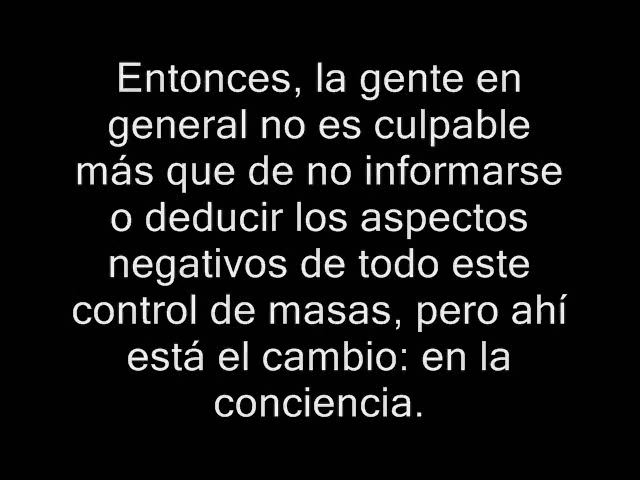 Entonces, la gente en
general no es culpable
más que de no informarse
o deducir los aspectos
negativos de todo este
control de masas, pero ahí
está el cambio: en la
conciencia.